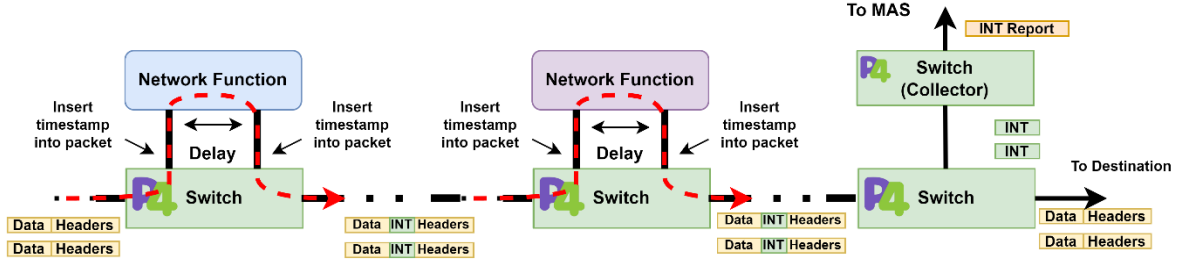 To MAS
INT Report
Network Function
Network Function
P4
Switch
(Collector)
Insert
timestamp
into packet
Insert
timestamp
into packet
Insert
timestamp
into packet
Insert
timestamp
into packet
Delay
Delay
INT
INT
To Destination
P4
Switch
P4
Switch
P4
Switch
Data Headers
Data Headers
Data INT Headers
Data INT Headers
Data INT Headers
Data INT Headers
Data Headers
Data Headers